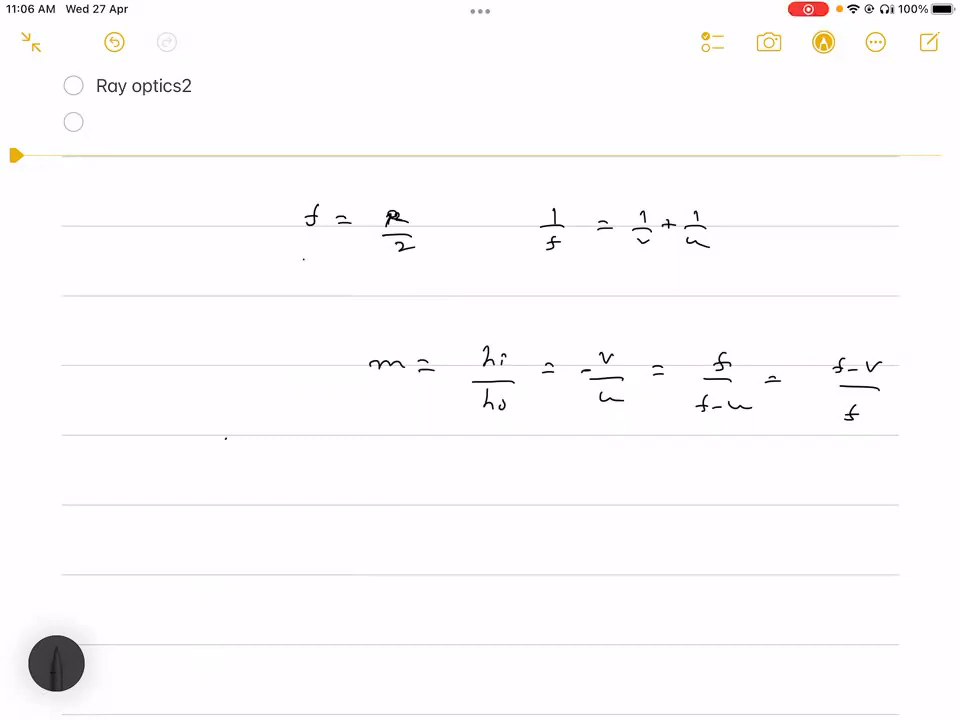 11:06 AM Wed 27 Apr 100%
Ray optics2
f = R/2 1/f = 1/v + 1/u
m = hi/ho = -v/u = f/f-u = f-v/f